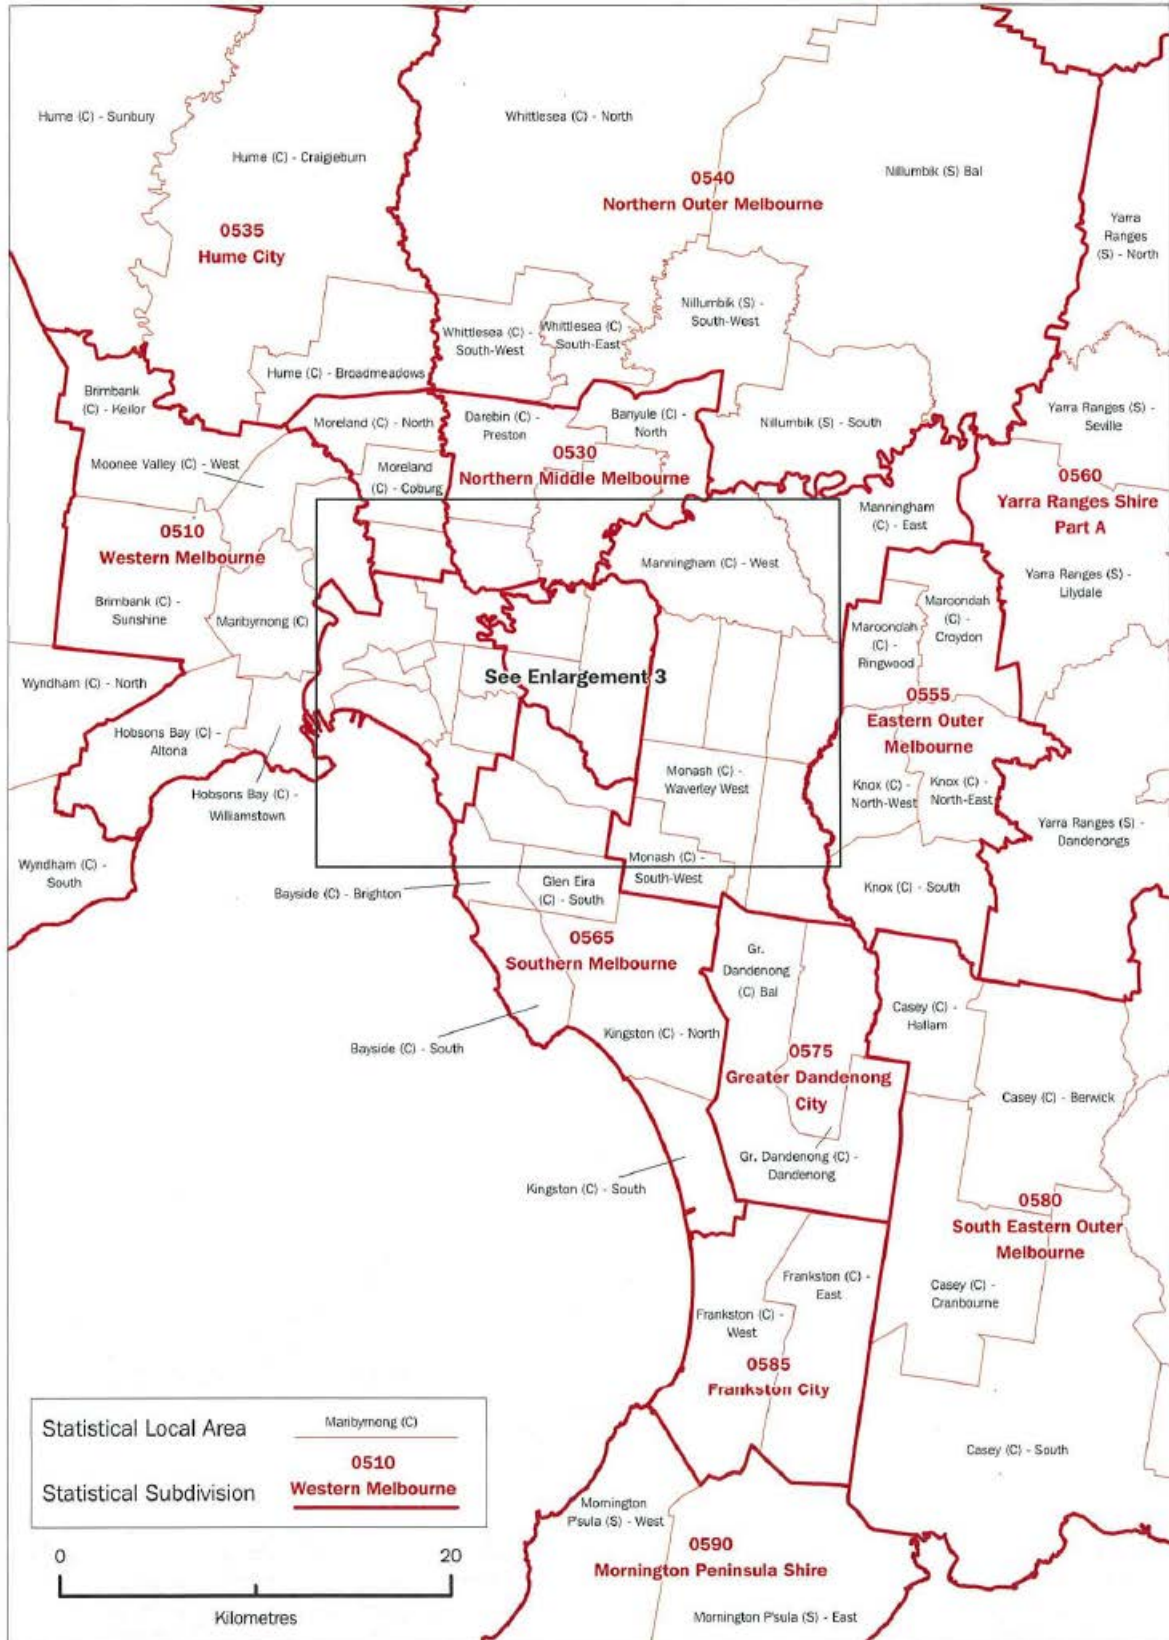 Hume (C) - Sunbury
Whittlesea (C) - North
Hume (C) - Craigieburn
Nillumbik (S) Bal
0540
Northern Outer Melbourne
0535
Hume City
Yarra
Ranges
(S) - North
Nillumbik (S) -
South-West
Whittlesea (C) -
South-West
Whittlesea (C)
South-East
Hume (C) - Broadmeadows
Brimbank
(C) - Keilor
Moreland (C) - North
Darebin (C) -
Preston
Banyule (C) -
North
Nillumbik (S) - South
Yarra Ranges (S) -
Seville
Moonee Valley (C) - West
Moreland
(C) - Coburg
0530
Northern Middle Melbourne
0560
Yarra Ranges Shire
Part A
Manningham
(C) - East
0510
Western Melbourne
Manningham (C) - West
Yarra Ranges (S) -
Lilydale
Brimbank (C) -
Sunshine
Maribyrnong (C)
Maroondah
(C) -
Croydon
Maroondah
(C) -
Ringwood
See Enlargement 3
Wyndham (C) - North
0555
Eastern Outer
Melbourne
Hobsons Bay (C) -
Altona
Monash (C) -
Waverley West
Knox (C) -
North-West
Knox (C) -
North-East
Hobsons Bay (C) -
Williamstown
Yarra Ranges (S) -
Dandenongs
Wyndham (C) -
South
Monash (C) -
South-West
Bayside (C) - Brighton
Glen Eira
(C) - South
Knox (C) - South
0565
Southern Melbourne
Gr.
Dandenong
(C) Bal
Casey (C) -
Hallam
Kingston (C) - North
Bayside (C) - South
0575
Greater Dandenong
City
Casey (C) - Berwick
Gr. Dandenong (C) -
Dandenong
Kingston (C) - South
0580
South Eastern Outer
Melbourne
Frankston (C) -
East
Casey (C) -
Cranbourne
Frankston (C) -
West
0585
Frankston City
Casey (C) - South
Statistical Local Area
Maribyrnong (C)
Statistical Subdivision
0510
Western Melbourne
Mornington
P'sula (S) - West
0590
Mornington Peninsula Shire
Mornington P'sula (S) - East
0
20
Kilometres